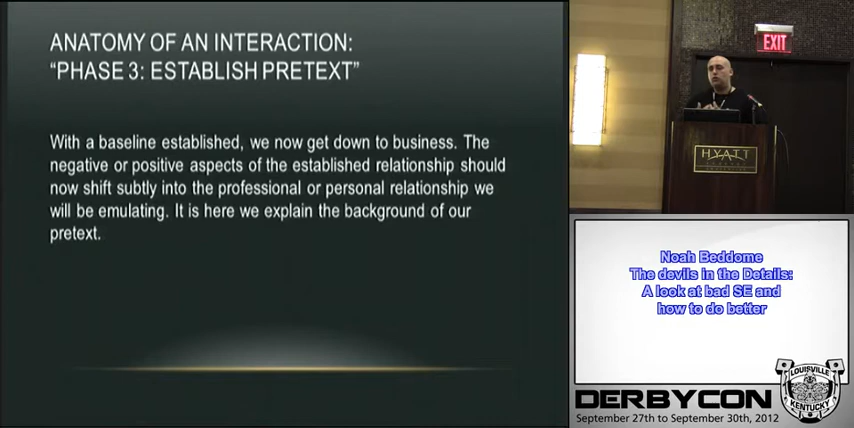 ANATOMY OF AN INTERACTION:
“PHASE 3: ESTABLISH PRETEXT”
With a baseline established, we now get down to business. The
negative or positive aspects of the established relationship should
now shift subtly into the professional or personal relationship we
will be emulating. It is here we explain the background of our
pretext.
EXIT
HYATT
Noah Beddome
The devils in the Details:
A look at bad SE and
how to do better
LOUISVILLE
KENTUCKY
DERBYCON
September 27th to September 30th, 2012